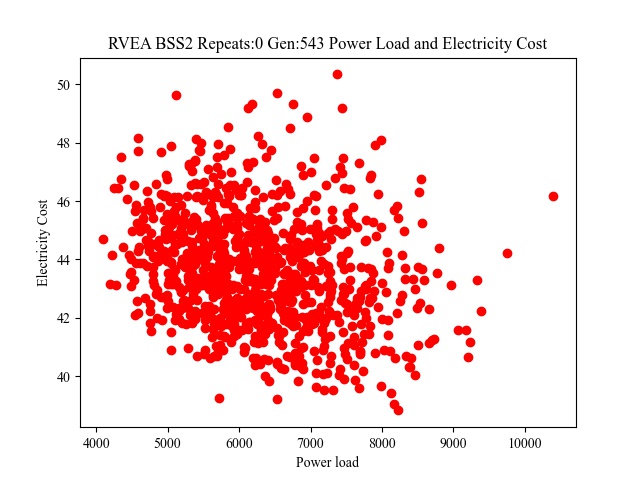 RVEA BSS2 Repeats:0 Gen:543 Power Load and Electricity Cost
50
48
46
44
42
40
Electricity Cost
4000 5000 6000 7000 8000 9000 10000
Power load